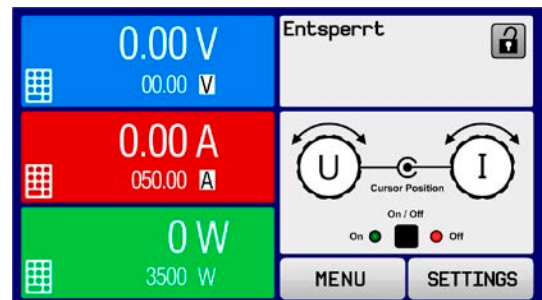 0.00 V
00.00 V
0.00 A
050.00 A
0 W
3500 W
Entsperrt
U
I
Cursor Position
On / Off
On
Off
MENU
SETTINGS